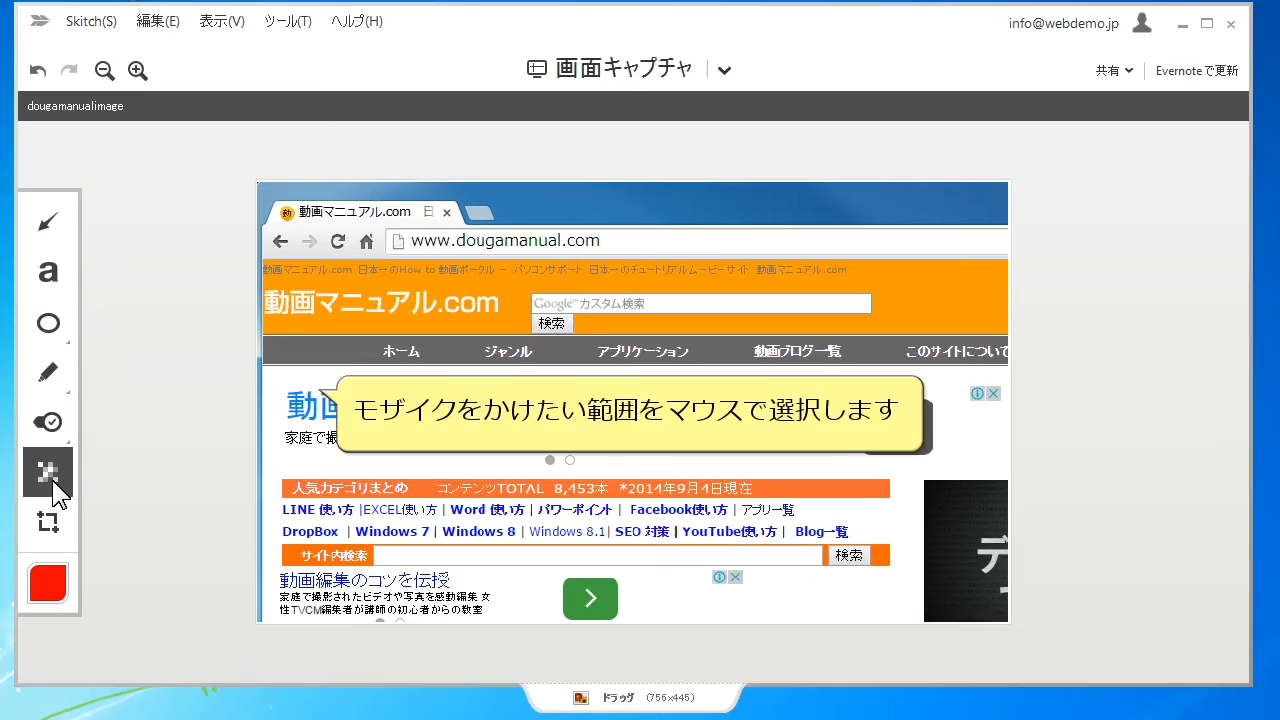 Skitch(S) 編集(E) 表示(V) ツール(T) ヘルプ(H)
info@webdemo.jp
画面キャプチャ
共有
Evernoteで更新
dougamanualimage
a
動画マニュアル.com 日
www.dougamanual.com
動画マニュアル.com 日本一のHow to 動画ポータル － パソコンサポート 日本一のチュートリアルムービーサイト 動画マニュアル.com
動画マニュアル.com
Google™カスタム検索
検索
ホーム ジャンル アプリケーション 動画ブログ一覧 このサイトについて
動画
モザイクをかけたい範囲をマウスで選択します
家庭で撮
人気カテゴリまとめ コンテンツTOTAL 8,453本 *2014年9月4日現在
LINE 使い方 |EXCEL使い方| Word 使い方 | パワーポイント | Facebook使い方 | アプリ一覧
DropBox | Windows 7 | Windows 8 | Windows 8.1| SEO 対策 | YouTube使い方 | Blog一覧
サイト内検索
検索
動画編集のコツを伝授
家庭で撮影されたビデオや写真を感動編集 女
性TVCM編集者が講師の初心者からの教室
デ
ドラッグ (756x445)